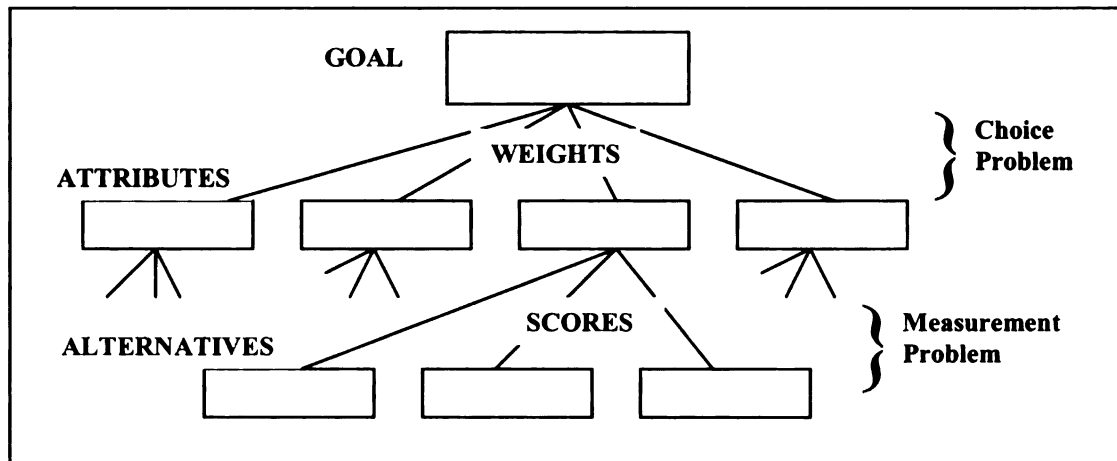 GOAL
WEIGHTS
Choice
Problem
ATTRIBUTES
SCORES
ALTERNATIVES
Measurement
Problem